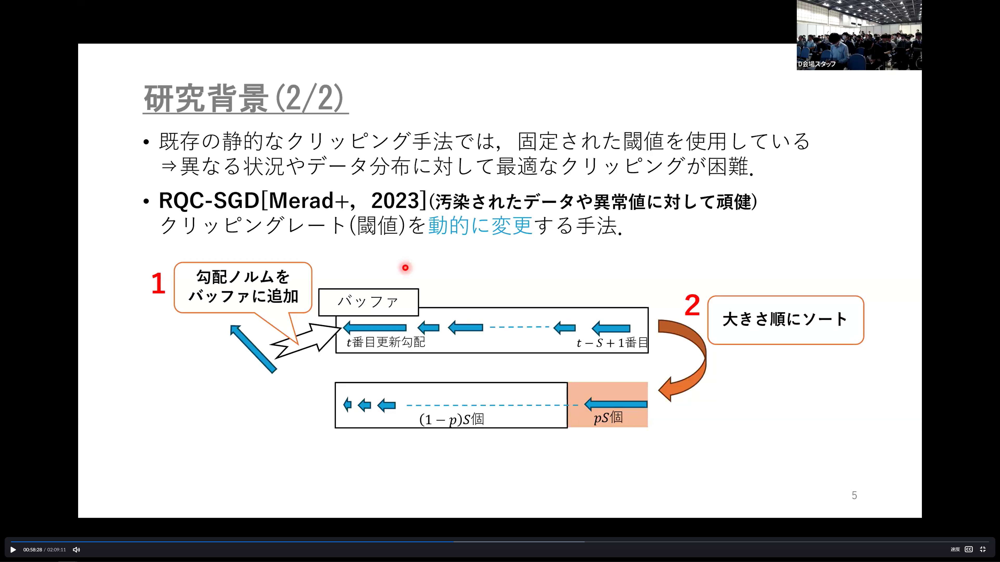 D会場スタッフ
研究背景(2/2)
• 既存の静的なクリッピング手法では，固定された閾値を使用している
⇒異なる状況やデータ分布に対して最適なクリッピングが困難．
• RQC-SGD[Merad+，2023](汚染されたデータや異常値に対して頑健)
クリッピングレート(閾値)を動的に変更する手法．
1
勾配ノルムを
バッファに追加
バッファ
t番目更新勾配
t − S + 1番目
2
大きさ順にソート
(1 − p)S個
pS個
5
00:58:28 / 02:09:11
速度
CC